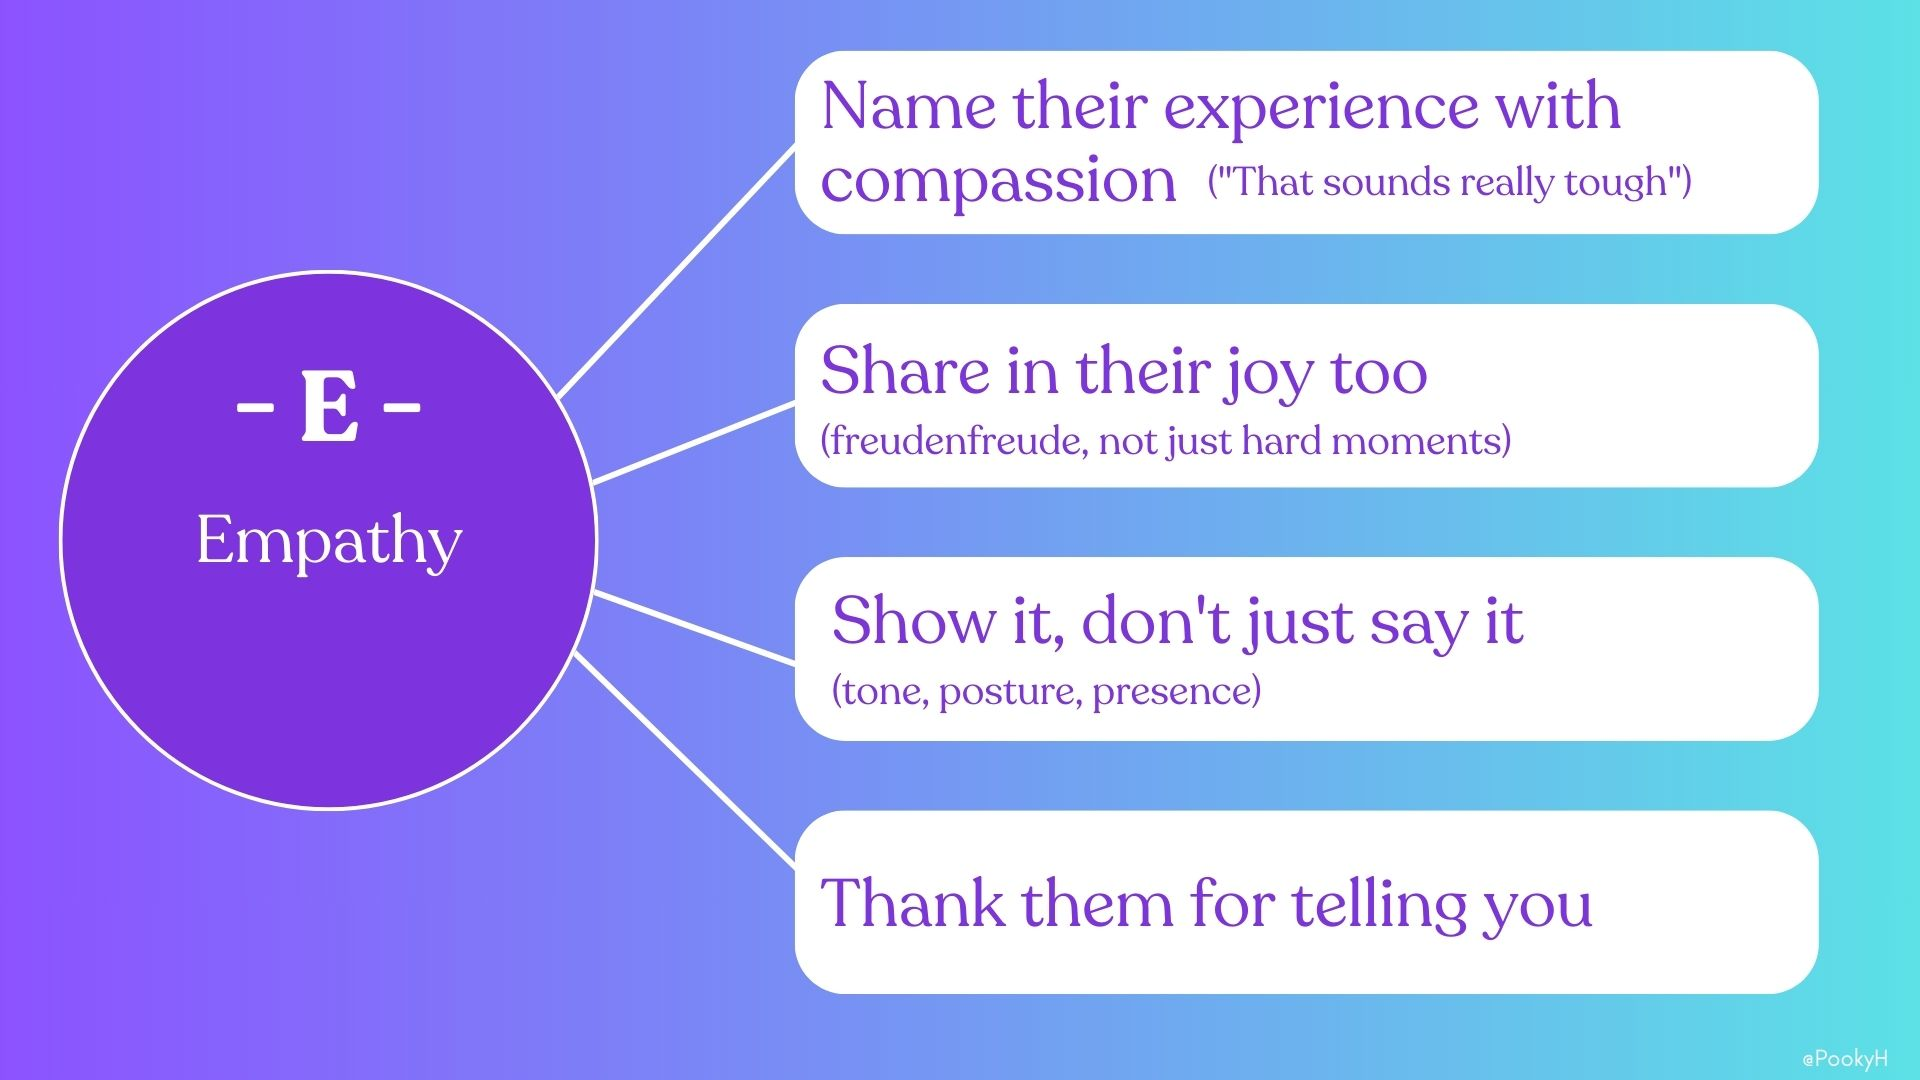 - E -
Empathy
Name their experience with
compassion ("That sounds really tough")
Share in their joy too
(freudenfreude, not just hard moments)
Show it, don't just say it
(tone, posture, presence)
Thank them for telling you
@PookyH